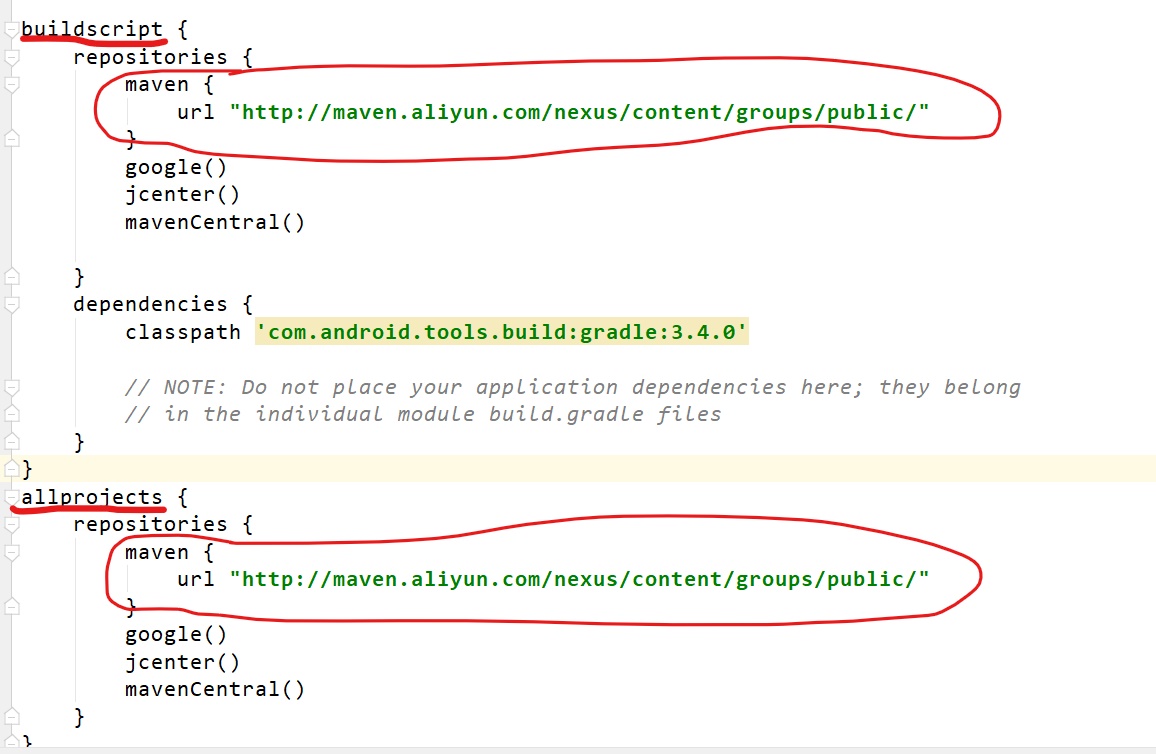 buildscript {
    repositories {
        maven {
            url "http://maven.aliyun.com/nexus/content/groups/public/"
        }
        google()
        jcenter()
        mavenCentral()

    }
    dependencies {
        classpath 'com.android.tools.build:gradle:3.4.0'

        // NOTE: Do not place your application dependencies here; they belong
        // in the individual module build.gradle files
    }
}
allprojects {
    repositories {
        maven {
            url "http://maven.aliyun.com/nexus/content/groups/public/"
        }
        google()
        jcenter()
        mavenCentral()
    }
}